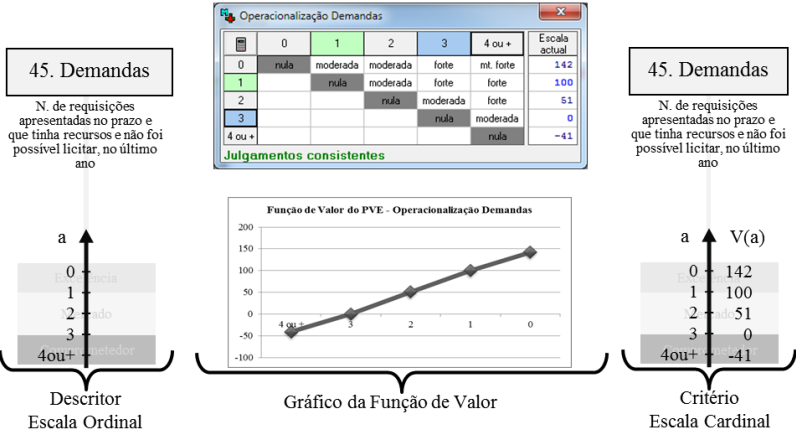 45. Demandas
N. de requisições
apresentadas no prazo e
que tinha recursos e não foi
possível licitar, no último
ano
a
0
Excelência
1
Mercado
2
3
Comprometedor
4ou+
Descritor
Escala Ordinal
Operacionalização Demandas
0 1 2 3 4 ou + Escala actual
0 nula moderada moderada forte mt. forte 142
1 nula moderada forte forte 100
2 nula moderada forte 51
3 nula moderada 0
4 ou + nula -41
Julgamentos consistentes
Função de Valor do PVE - Operacionalização Demandas
200
150
100
50
0
-50
-100
4 ou + 3 2 1 0
Gráfico da Função de Valor
45. Demandas
N. de requisições
apresentadas no prazo e
que tinha recursos e não foi
possível licitar, no último
ano
a V(a)
Excelência
0 142
1 100
Mercado
2 51
3 0
Comprometedor
4ou+ -41
Critério
Escala Cardinal